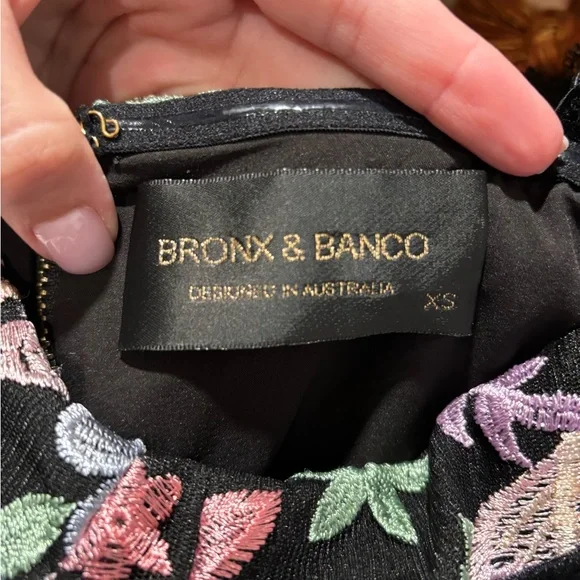 BRONX & BANCO
DESIGNED IN AUSTRALIA
XS